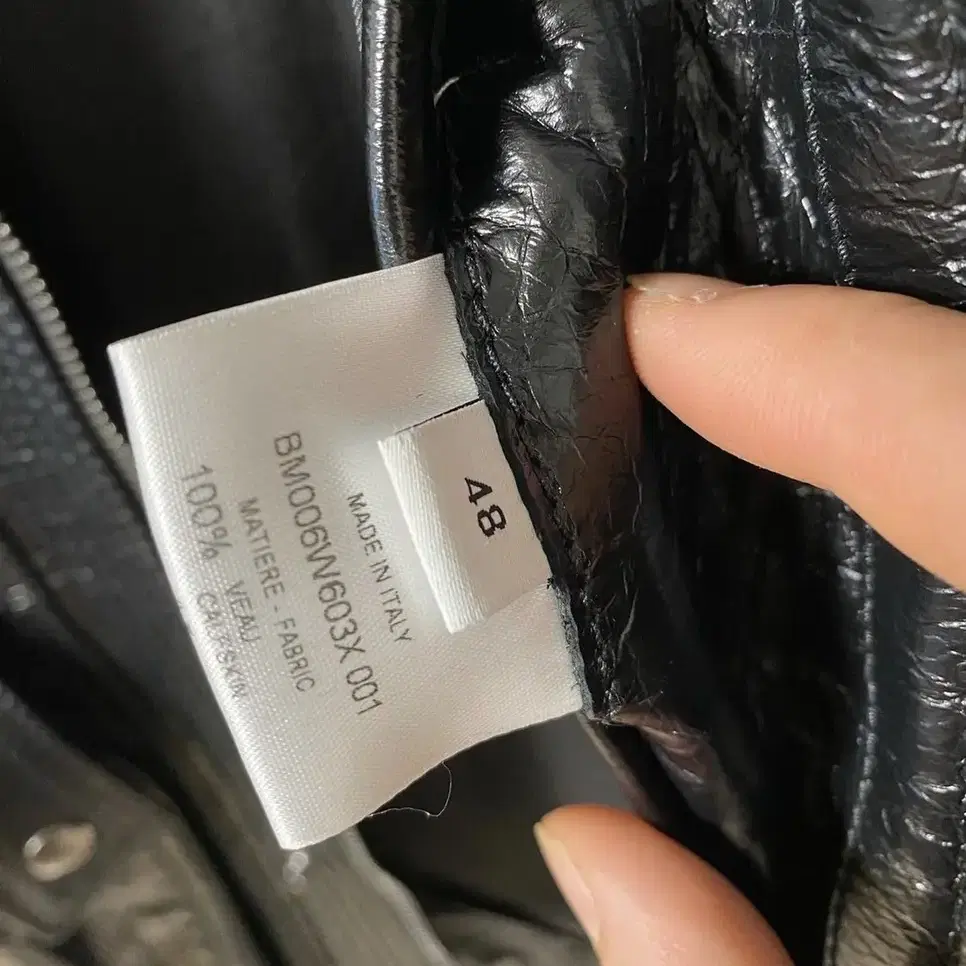 48
MADE IN ITALY
BM006W603X 001
MATIERE - FABRIC
100% VEAU CALFSKIN